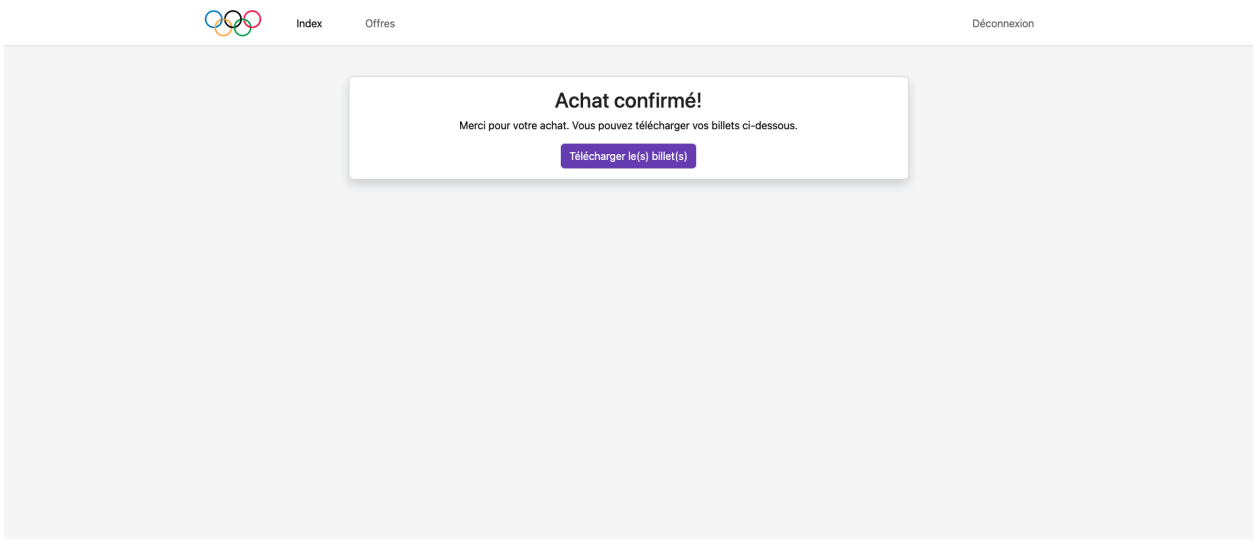 Index
Offres
Déconnexion
Achat confirmé!
Merci pour votre achat. Vous pouvez télécharger vos billets ci-dessous.
Télécharger le(s) billet(s)